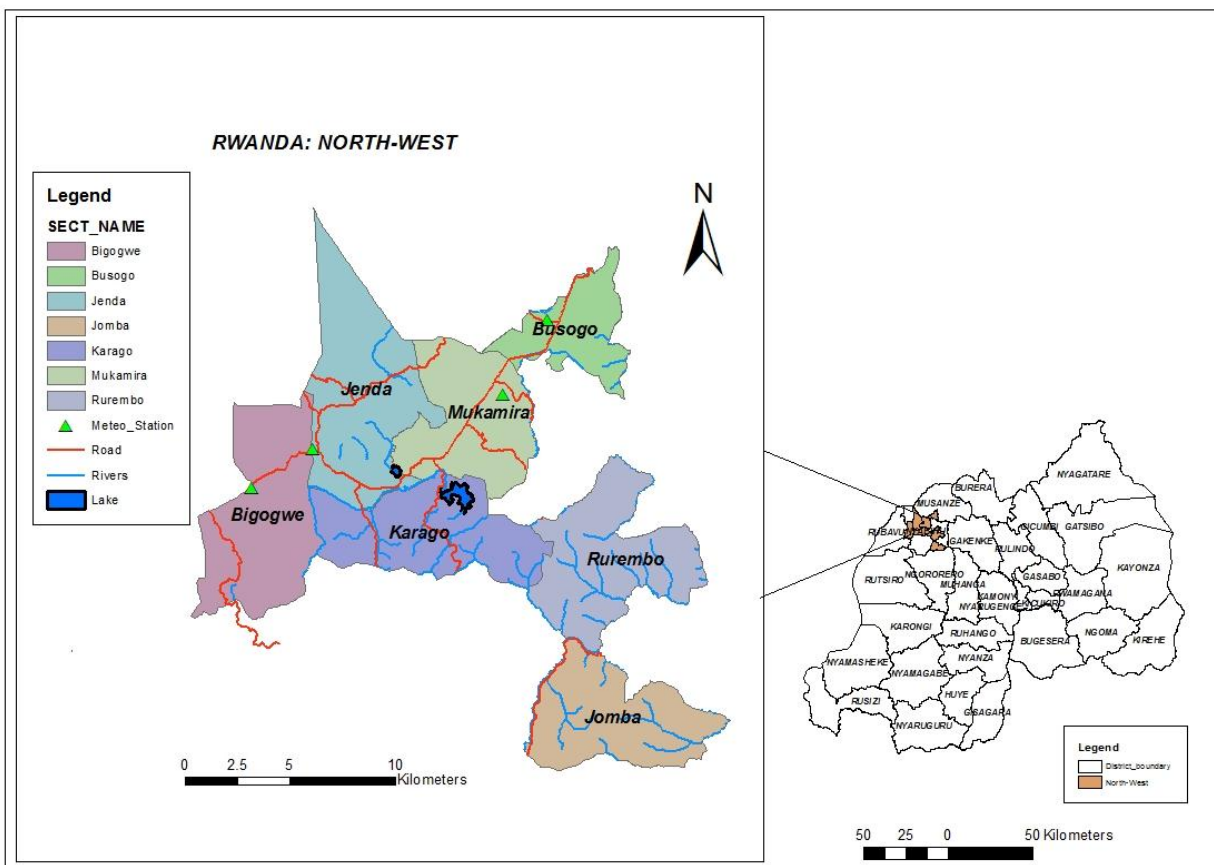 RWANDA: NORTH-WEST
Legend
SECT_NAME
Bigogwe
Busogo
Jenda
Jomba
Karago
Mukamira
Rurembo
Meteo_Station
Road
Rivers
Lake
N
Busogo
Jenda
Mukamira
Bigogwe
Karago
Rurembo
Jomba
0 2.5 5 10
Kilometers
NYAGATARE
BURERA
MUSANZE
GICUMBI
GATSIBO
GAKENKE
RULINDO
KAYONZA
RUTSIRO
NGORORERO
MUHANGA
GASABO
RWAMAGANA
KAMONYI
NYARUGENGE
KICUKIRO
KARONGI
RUHANGO
BUGESERA
NGOMA
KIREHE
NYAMASHEKE
NYANZA
NYAMAGABE
HUYE
RUSIZI
GISAGARA
NYARUGURU
Legend
District_boundary
North-West
50 25 0 50 Kilometers